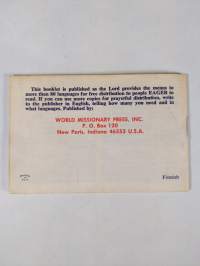 This booklet is published as the Lord provides the means in
more than 80 languages for free distribution to people EAGER to
read. If you can use more copies for prayerful distribution, write
to the publisher in English, telling how many you need and in
what languages. Published by:
WORLD MISSIONARY PRESS, INC.
P. O. Box 120
New Paris, Indiana 46553 U.S.A.
Finnish